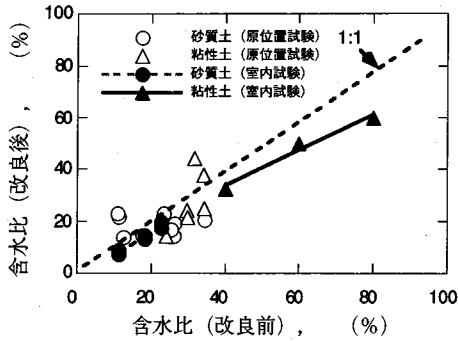 (%)
含水比（改良後），
100
80
60
40
20
0
砂質土（原位置試験）
粘性土（原位置試験）
砂質土（室内試験）
粘性土（室内試験）
1:1
0 20 40 60 80 100
含水比（改良前）， (%)